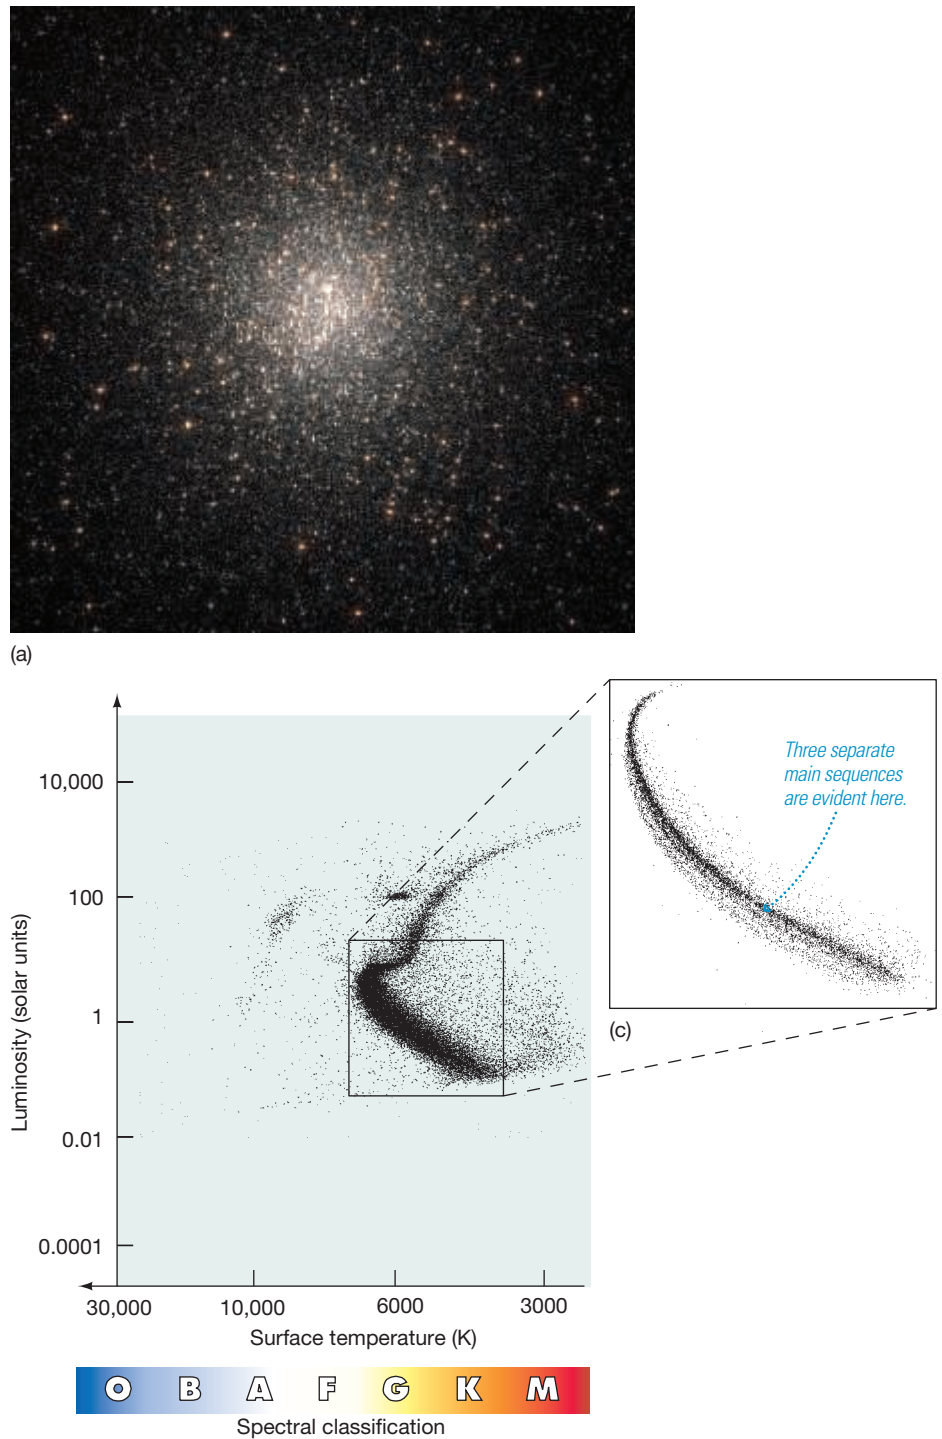 (a)
Three separate
main sequences
are evident here.
(c)
10,000
100
1
0.01
0.0001
Luminosity (solar units)
30,000
10,000
6000
3000
Surface temperature (K)
O B A F G K M
Spectral classification